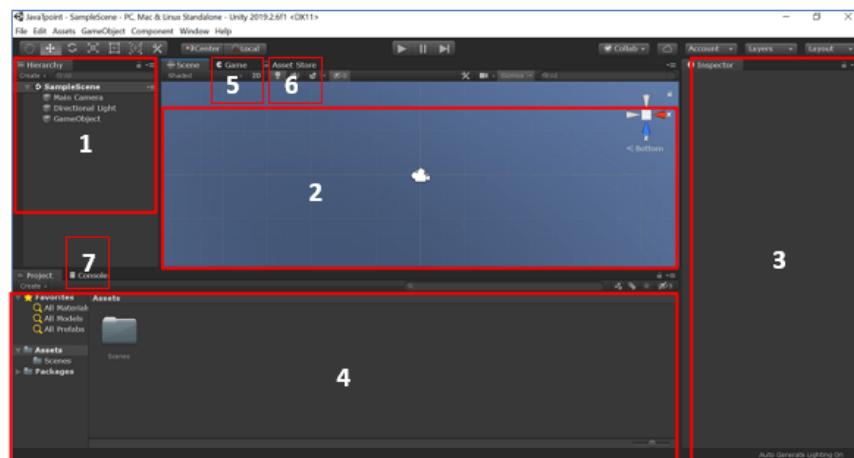 JavaTpoint - SampleScene - PC, Mac & Linux Standalone - Unity 2019.2.6f1 <DX11>
File Edit Assets GameObject Component Window Help
Center Local Collab Account Layers Layout
Hierarchy Scene Game Asset Store Inspector
Create Shaded 2D Gizmos
5 6
SampleScene
Main Camera
Directional Light
GameObject
1
Bottom
2
3
7
Project Console
Create
Favorites Assets
All Materials
All Models
All Prefabs
Assets
Scenes Scenes
Packages
4
Auto Generate Lighting On